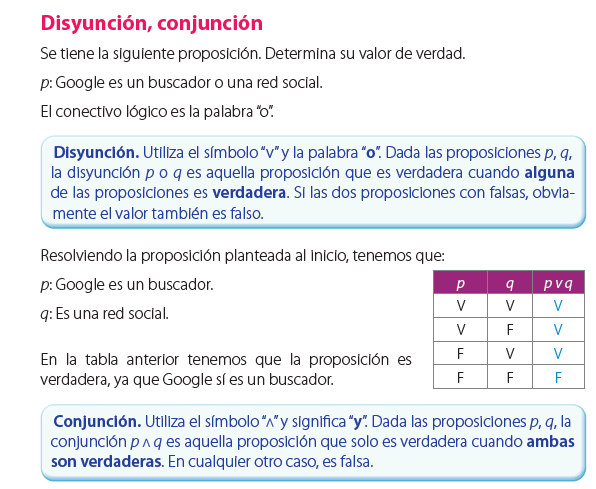 Disyunción, conjunción
Se tiene la siguiente proposición. Determina su valor de verdad.
p: Google es un buscador o una red social.
El conectivo lógico es la palabra “o”.
Disyunción. Utiliza el símbolo “v” y la palabra “o”. Dada las proposiciones p, q,
la disyunción p o q es aquella proposición que es verdadera cuando alguna
de las proposiciones es verdadera. Si las dos proposiciones con falsas, obvia-
mente el valor también es falso.
Resolviendo la proposición planteada al inicio, tenemos que:
p: Google es un buscador.
q: Es una red social.
En la tabla anterior tenemos que la proposición es
verdadera, ya que Google sí es un buscador.
p q p v q
V V V
V F V
F V V
F F F
Conjunción. Utiliza el símbolo “∧” y significa “y”. Dada las proposiciones p, q, la
conjunción p ∧ q es aquella proposición que solo es verdadera cuando ambas
son verdaderas. En cualquier otro caso, es falsa.